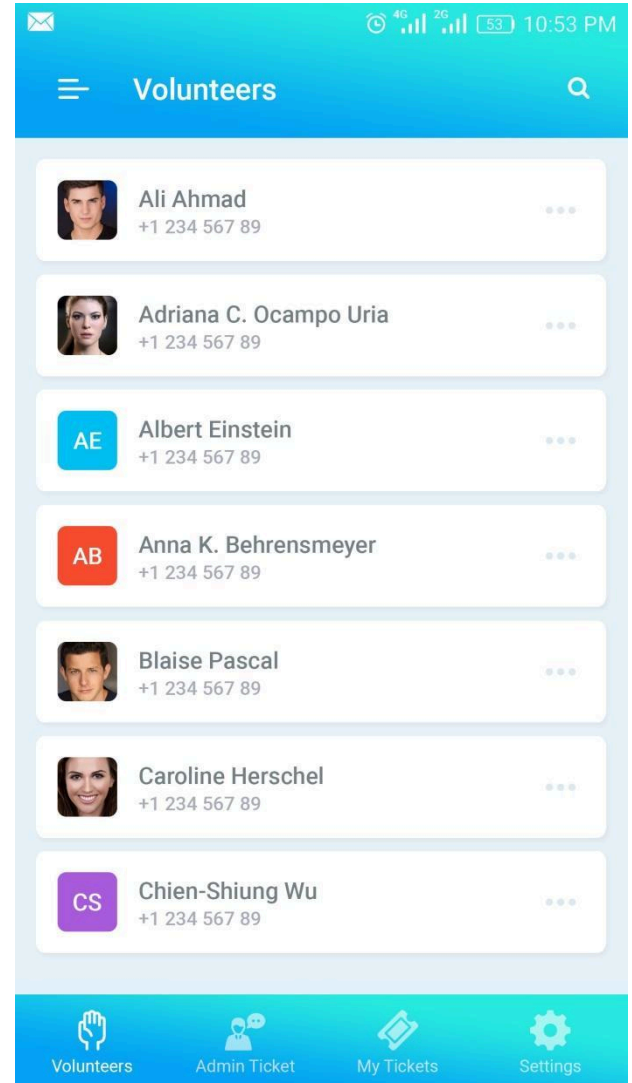 4G 2G 53 10:53 PM
Volunteers
Ali Ahmad
+1 234 567 89
Adriana C. Ocampo Uria
+1 234 567 89
AE
Albert Einstein
+1 234 567 89
AB
Anna K. Behrensmeyer
+1 234 567 89
Blaise Pascal
+1 234 567 89
Caroline Herschel
+1 234 567 89
CS
Chien-Shiung Wu
+1 234 567 89
Volunteers Admin Ticket My Tickets Settings